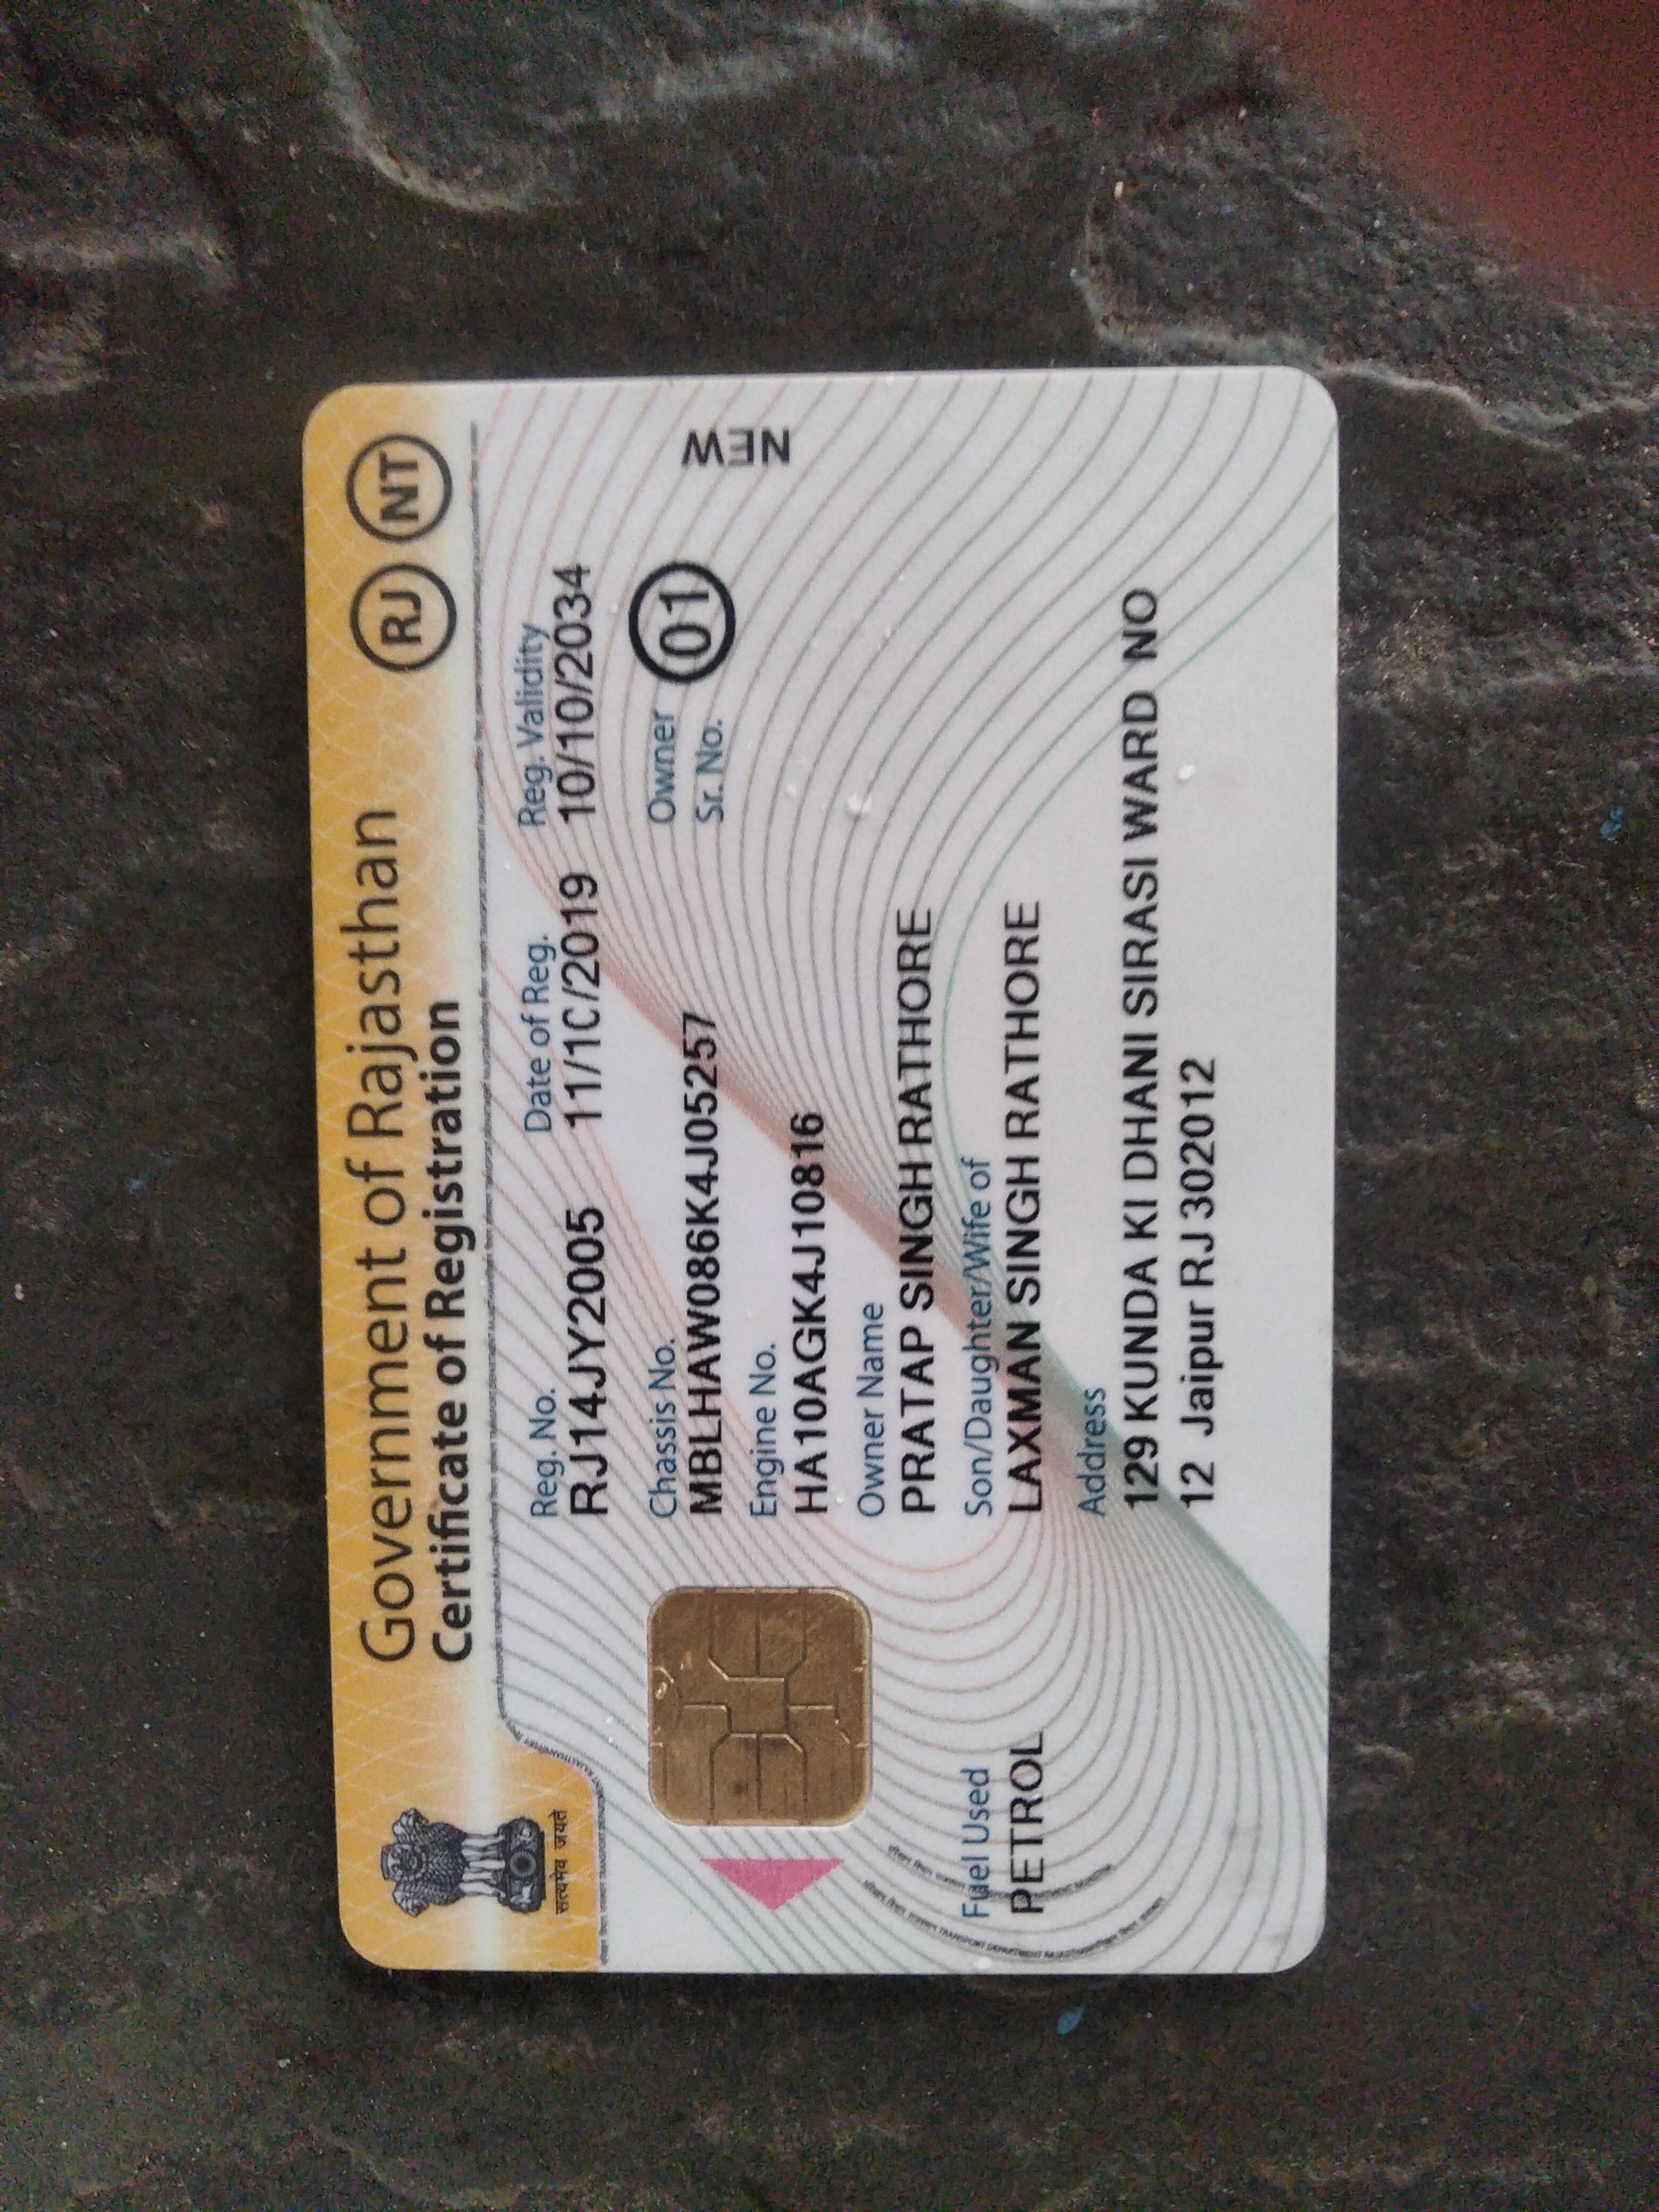 Government of Rajasthan
Certificate of Registration
RJ NT
सत्यमेव जयते
Reg. No. Date of Reg. Reg. Validity
RJ14JY2005 11/1C/2019 10/10/2034
Chassis No. Owner
MBLHAW086K4J05257 Sr. No. 01
Engine No.
HA10AGK4J10816
NEW
Owner Name
PRATAP SINGH RATHORE
Son/Daughter/Wife of
LAXMAN SINGH RATHORE
Fuel Used
PETROL
Address
129 KUNDA KI DHANI SIRASI WARD NO
12 Jaipur RJ 302012